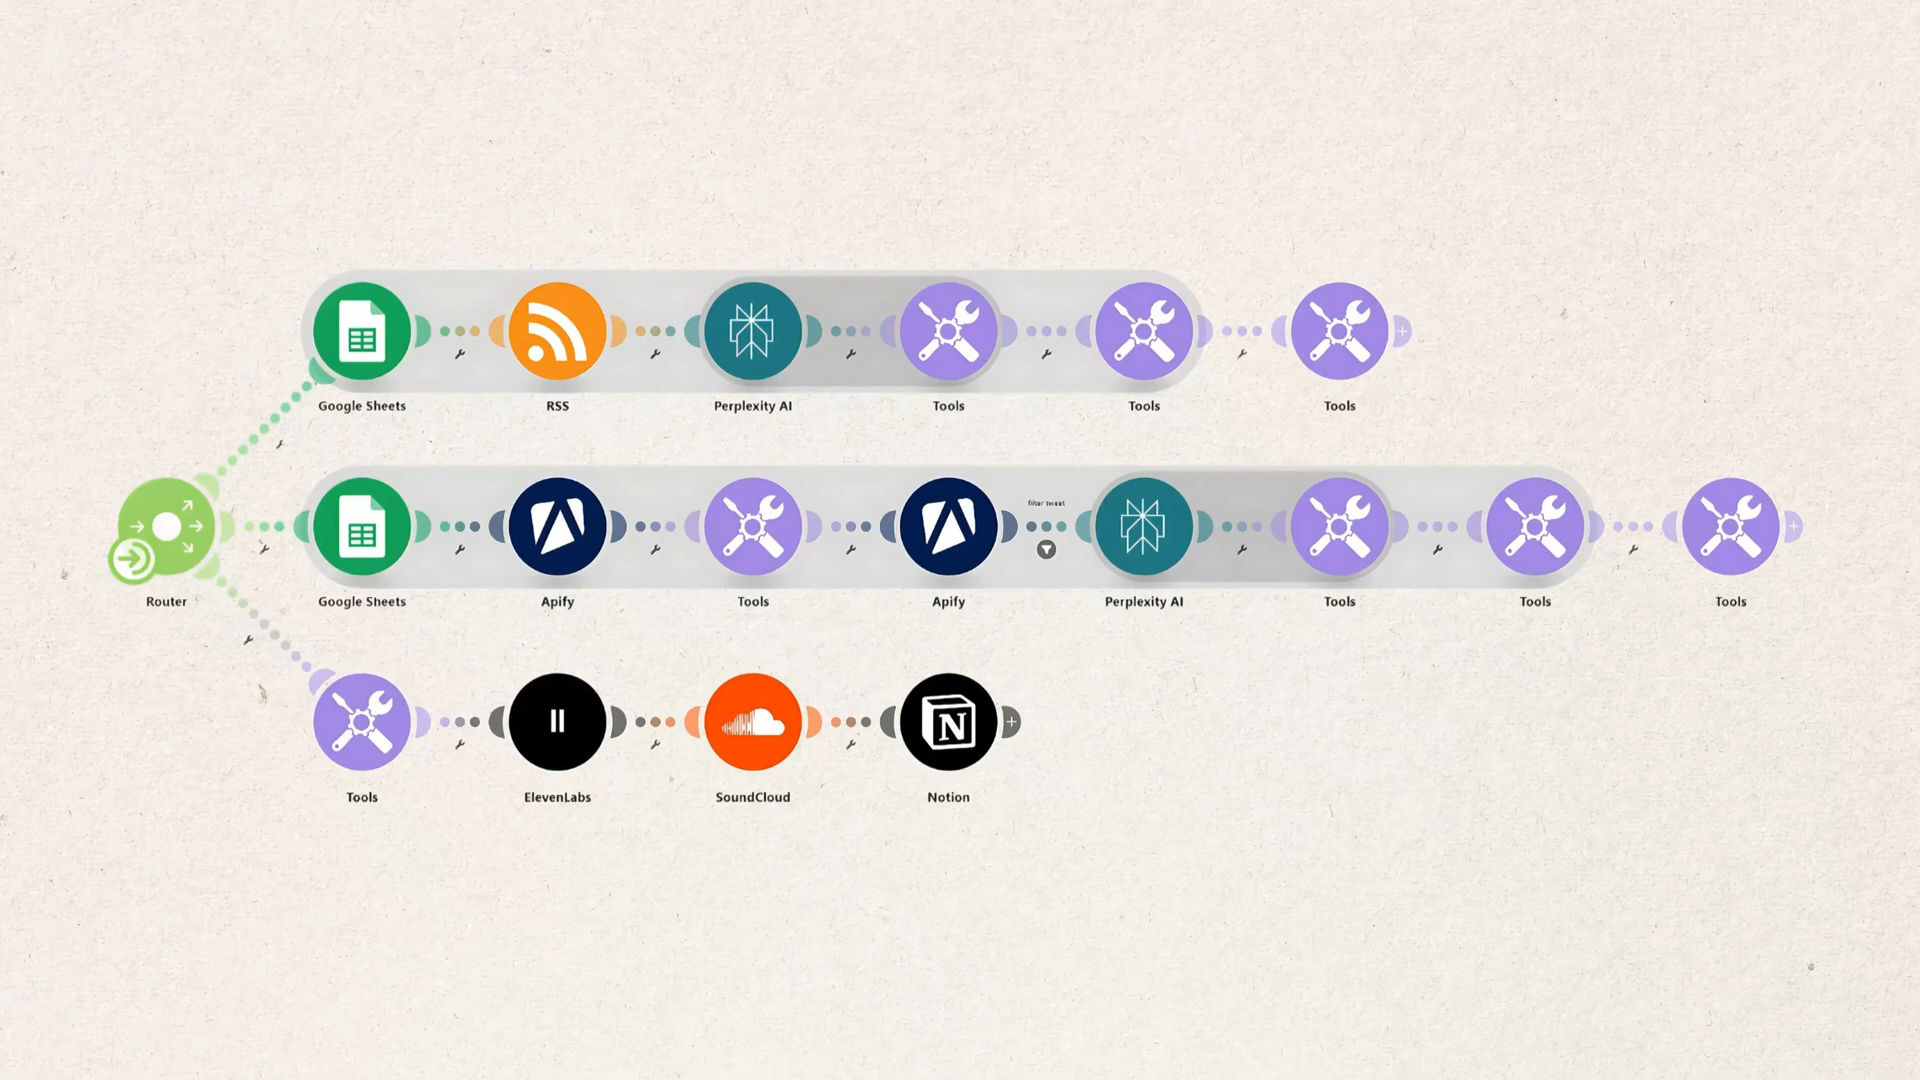 Google Sheets
RSS
Perplexity AI
Tools
Tools
Tools
filter tweet
Router
Google Sheets
Apify
Tools
Apify
Perplexity AI
Tools
Tools
Tools
Tools
ElevenLabs
SoundCloud
Notion